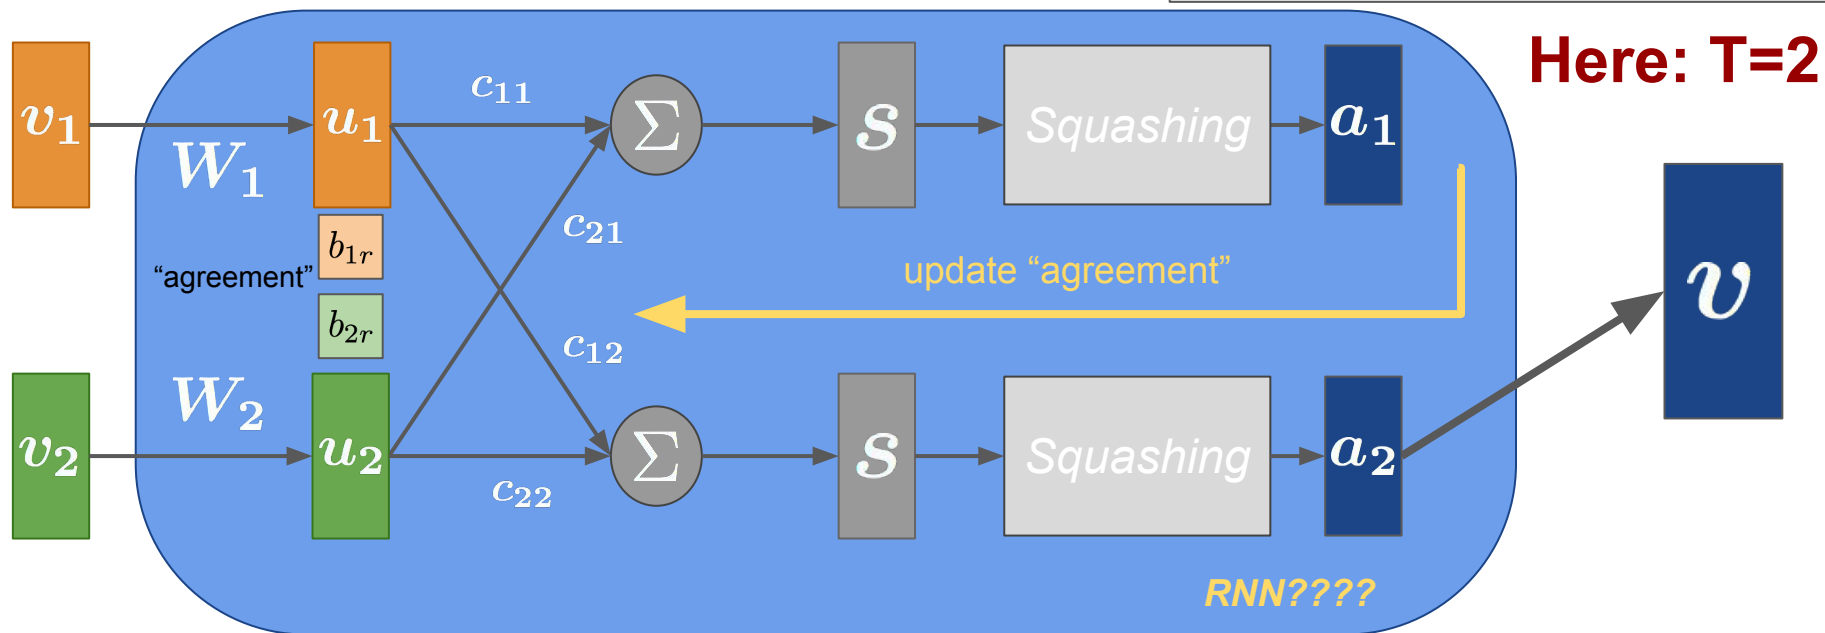 Here: T=2
v₁
W₁
u₁
c₁₁
Σ
s
Squashing
a₁
b₁ᵣ
c₂₁
“agreement”
update “agreement”
v
b₂ᵣ
c₁₂
v₂
W₂
u₂
c₂₂
Σ
s
Squashing
a₂
RNN????